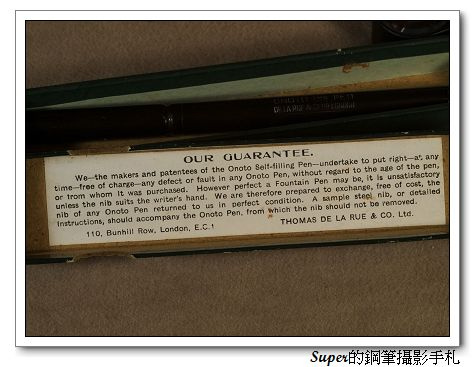 DE LA RUE & CO LTD LONDON
OUR GUARANTEE.
We—the makers and patentees of the Onoto Self-filling Pen—undertake to put right—at any
time—free of charge—any defect or fault in any Onoto Pen, without regard to the age of the pen,
or from whom it was purchased. However perfect a Fountain Pen may be, it is unsatisfactory
unless the nib suits the writer's hand. We are therefore prepared to exchange, free of cost, the
nib of any Onoto Pen returned to us in perfect condition. A sample steel nib, or detailed
instructions, should accompany the Onoto Pen, from which the nib should not be removed.
110, Bunhill Row, London, E.C.1 THOMAS DE LA RUE & CO. Ltd.
Super的鋼筆攝影手札